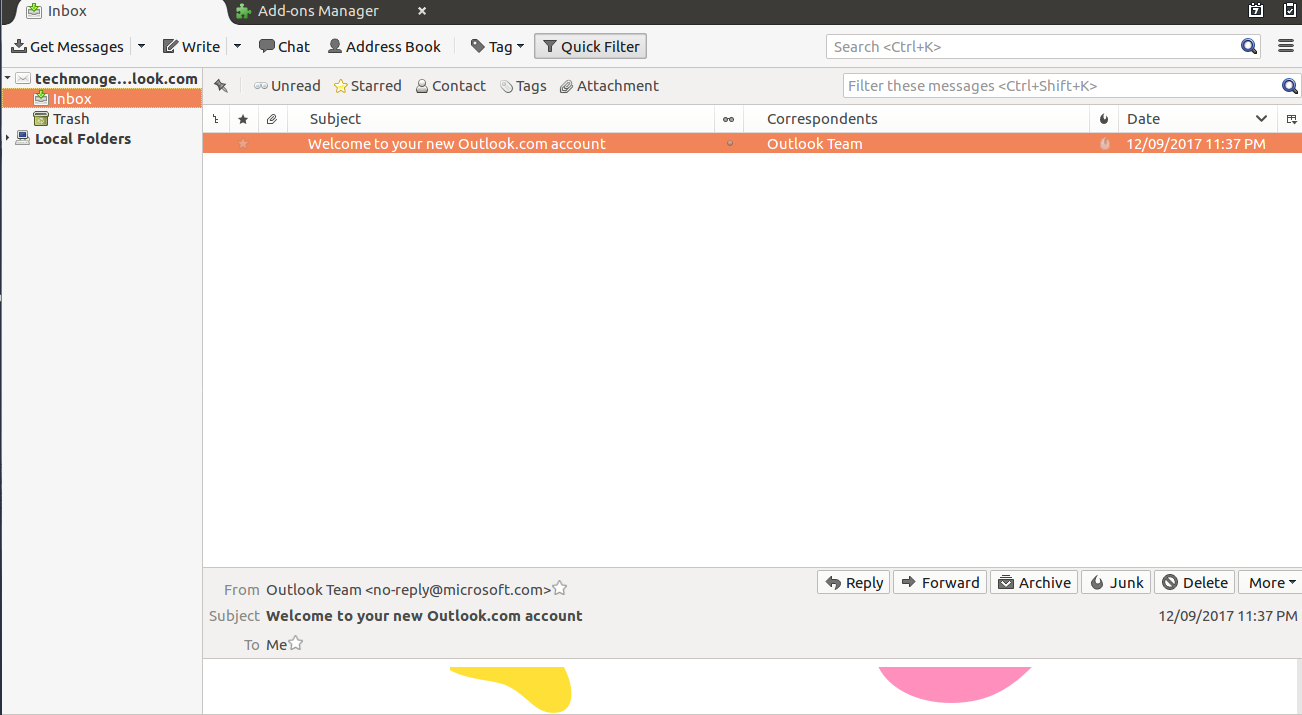 Inbox Add-ons Manager ×
Get Messages Write Chat Address Book Tag Quick Filter Search <Ctrl+K>
techmonge...look.com
Inbox
Trash
Local Folders
Unread Starred Contact Tags Attachment Filter these messages <Ctrl+Shift+K>
Subject Correspondents Date
Welcome to your new Outlook.com account Outlook Team 12/09/2017 11:37 PM
From Outlook Team <no-reply@microsoft.com> Reply Forward Archive Junk Delete More
Subject Welcome to your new Outlook.com account 12/09/2017 11:37 PM
To Me